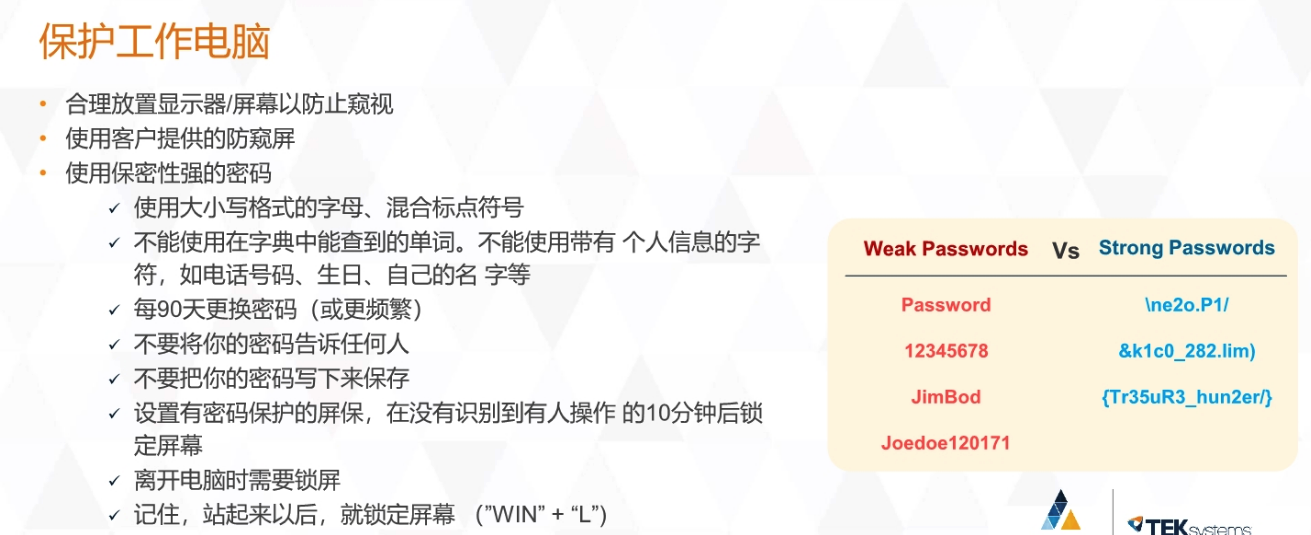 保护工作电脑
• 合理放置显示器/屏幕以防止窥视
• 使用客户提供的防窥屏
• 使用保密性强的密码
✓ 使用大小写格式的字母、混合标点符号
✓ 不能使用在字典中能查到的单词。不能使用带有 个人信息的字
符，如电话号码、生日、自己的名 字等
✓ 每90天更换密码（或更频繁）
✓ 不要将你的密码告诉任何人
✓ 不要把你的密码写下来保存
✓ 设置有密码保护的屏保，在没有识别到有人操作 的10分钟后锁
定屏幕
✓ 离开电脑时需要锁屏
✓ 记住，站起来以后，就锁定屏幕 （”WIN” + “L”）
Weak Passwords Vs Strong Passwords
Password \ne2o.P1/
12345678 &k1c0_282.lim)
JimBod {Tr35uR3_hun2er/}
Joedoe120171
TEKsystems